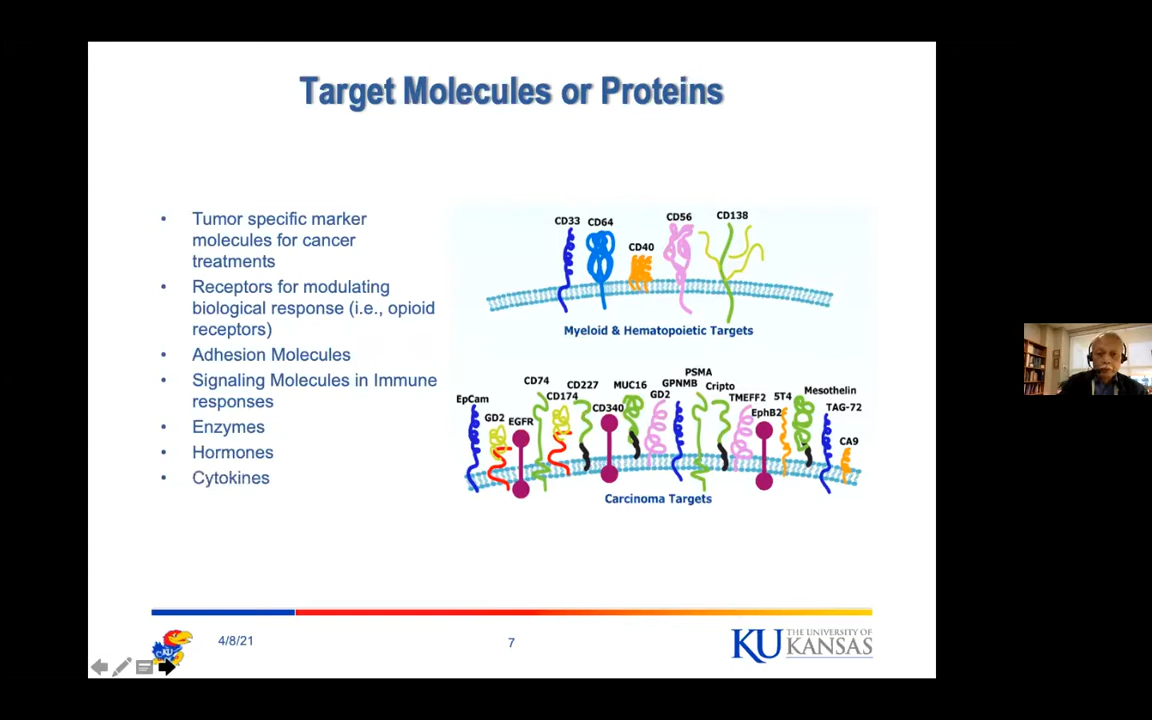 Target Molecules or Proteins
• Tumor specific marker
molecules for cancer
treatments
• Receptors for modulating
biological response (i.e., opioid
receptors)
• Adhesion Molecules
• Signaling Molecules in Immune
responses
• Enzymes
• Hormones
• Cytokines
CD33 CD64 CD40 CD56 CD138
Myeloid & Hematopoietic Targets
EpCam GD2 EGFR CD74 CD174 CD227 CD340 MUC16 GD2 GPNMB PSMA Cripto TMEFF2 EphB2 5T4 Mesothelin TAG-72 CA9
Carcinoma Targets
KU
4/8/21
7
KU THE UNIVERSITY OF
KANSAS